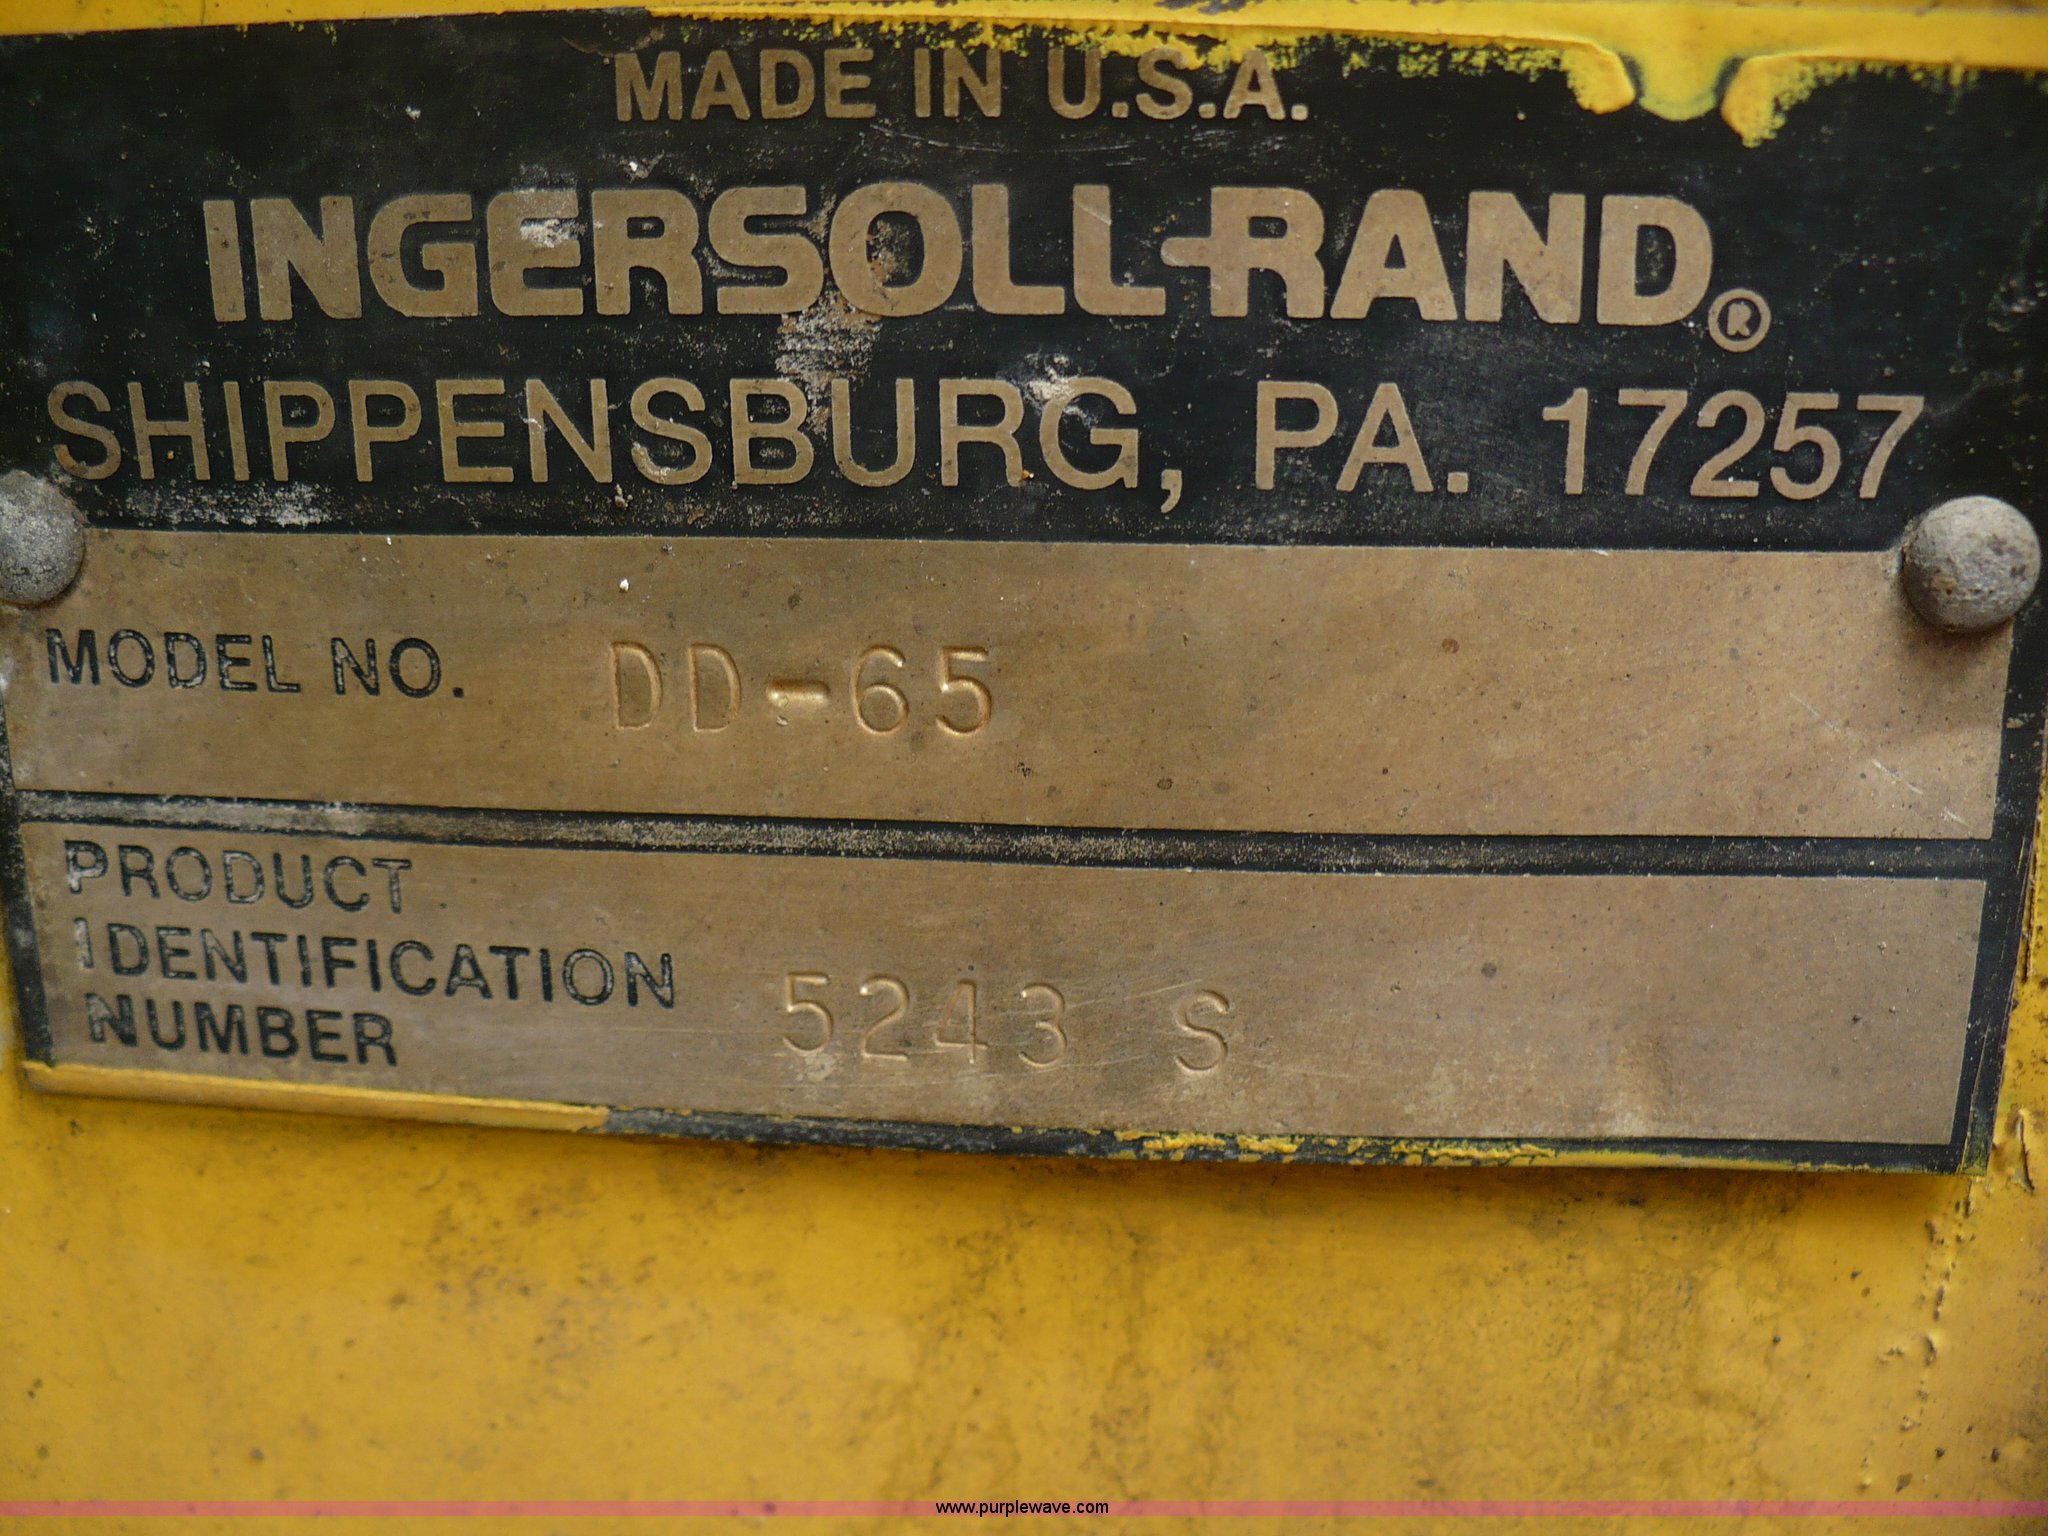 MADE IN U.S.A.
INGERSOLL-RAND®
SHIPPENSBURG, PA. 17257
MODEL NO. DD-65
PRODUCT
IDENTIFICATION
NUMBER 5243 S
www.purplewave.com